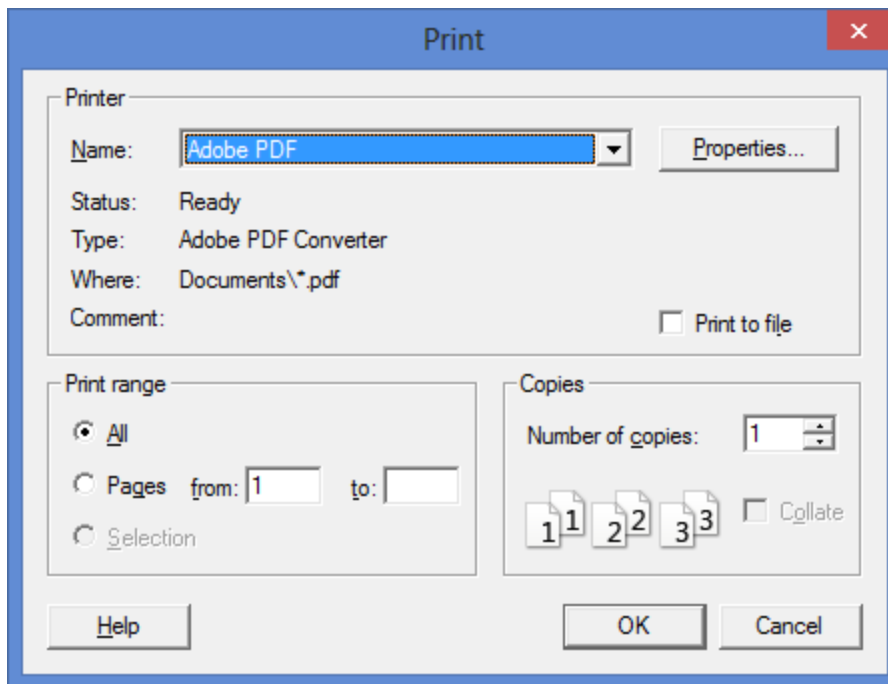 Print
Printer
Name: Adobe PDF Properties...
Status: Ready
Type: Adobe PDF Converter
Where: Documents\*.pdf
Comment: Print to file
Print range
All
Pages from: 1 to:
Selection
Copies
Number of copies: 1
1 1 2 2 3 3 Collate
Help OK Cancel